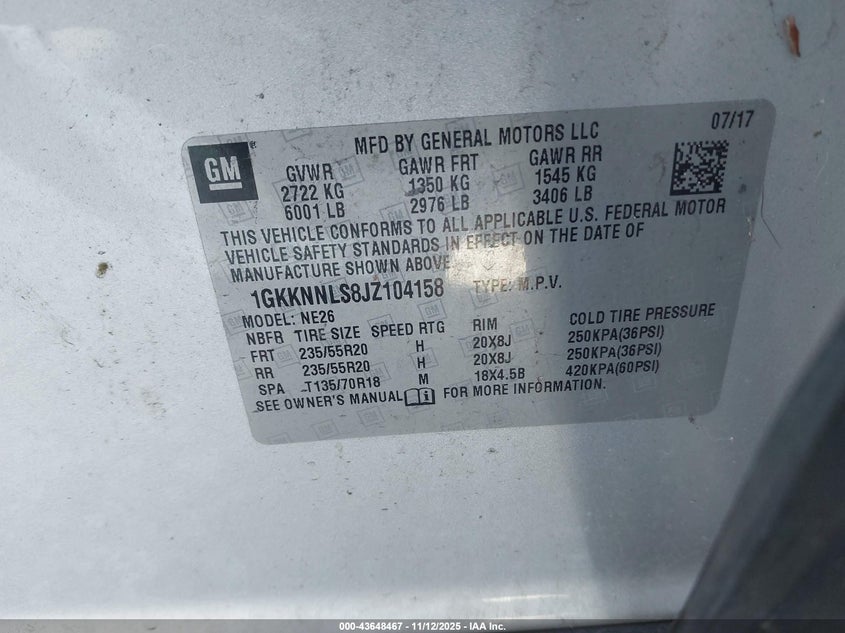 07/17
MFD BY GENERAL MOTORS LLC
GM
GVWR GAWR FRT GAWR RR
2722 KG 1350 KG 1545 KG
6001 LB 2976 LB 3406 LB
THIS VEHICLE CONFORMS TO ALL APPLICABLE U.S. FEDERAL MOTOR
VEHICLE SAFETY STANDARDS IN EFFECT ON THE DATE OF
MANUFACTURE SHOWN ABOVE
1GKKNNLS8JZ104158 TYPE: M.P.V.
MODEL: NE26
NBFR TIRE SIZE SPEED RTG RIM COLD TIRE PRESSURE
FRT 235/55R20 H 20X8J 250KPA(36PSI)
RR 235/55R20 H 20X8J 250KPA(36PSI)
SPA T135/70R18 M 18X4.5B 420KPA(60PSI)
SEE OWNER'S MANUAL i FOR MORE INFORMATION.
000-43648467 - 11/12/2025 - IAA Inc.